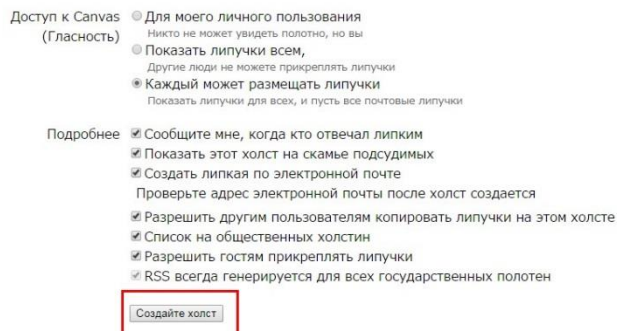 Доступ к Canvas
(Гласность)
Для моего личного пользования
Никто не может увидеть полотно, но вы
Показать липучки всем,
Другие люди не можете прикреплять липучки
Каждый может размещать липучки
Показать липучки для всех, и пусть все почтовые липучки
Подробнее
Сообщите мне, когда кто отвечал липким
Показать этот холст на скамье подсудимых
Создать липкая по электронной почте
Проверьте адрес электронной почты после холст создается
Разрешить другим пользователям копировать липучки на этом холсте
Список на общественных холстин
Разрешить гостям прикреплять липучки
RSS всегда генерируется для всех государственных полотен
Создайте холст